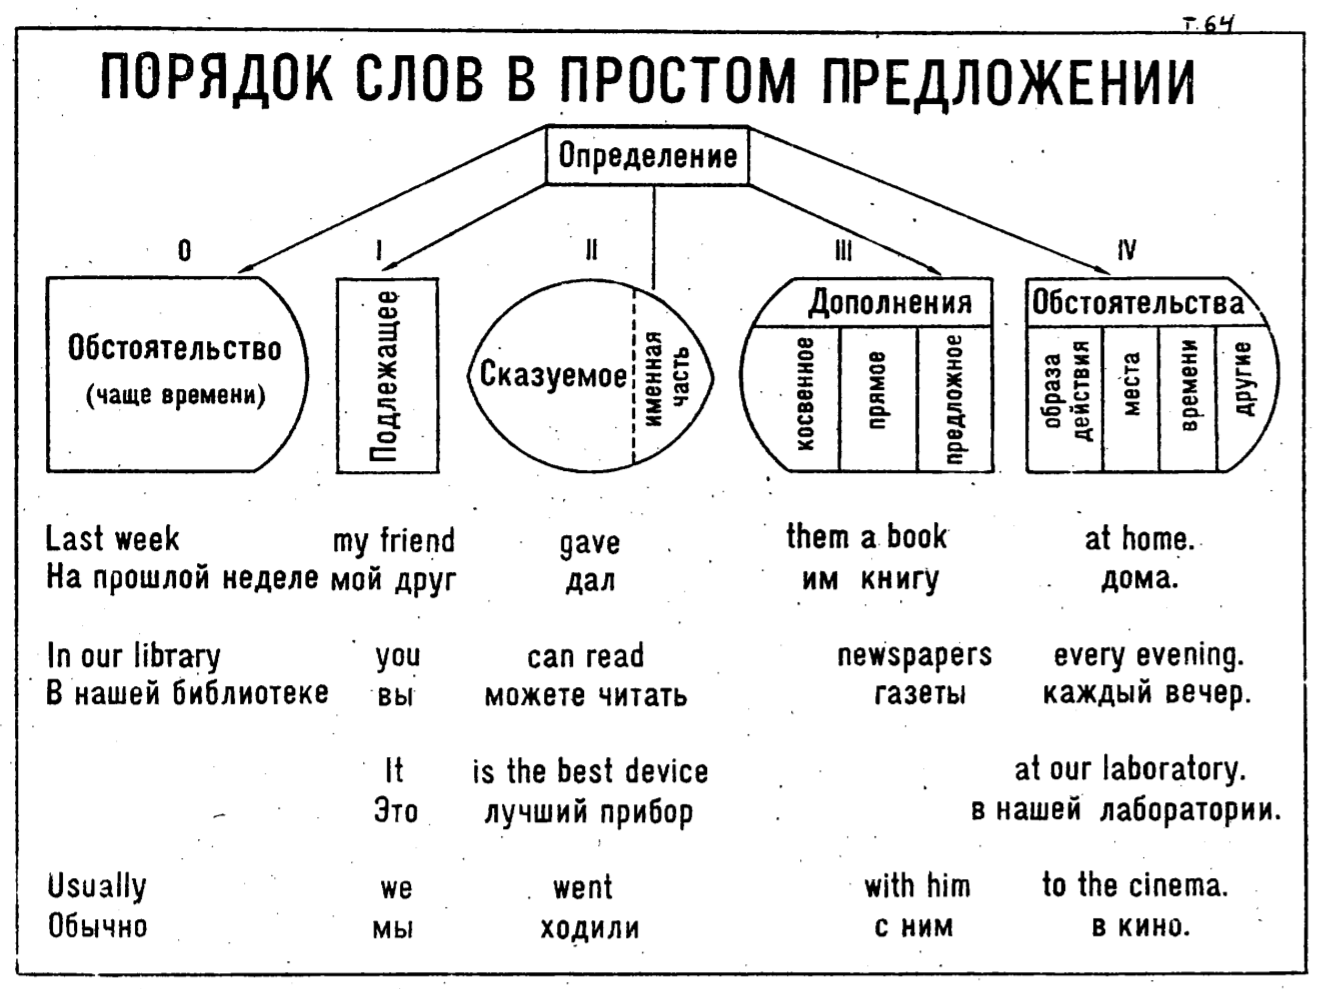 т.64
ПОРЯДОК СЛОВ В ПРОСТОМ ПРЕДЛОЖЕНИИ
Определение
0 I II III IV
Обстоятельство
(чаще времени)
Подлежащее
Сказуемое
именная
часть
Дополнения
косвенное
прямое
предложное
Обстоятельства
образа
действия
места
времени
другие
Last week my friend gave them a book at home.
На прошлой неделе мой друг дал им книгу дома.
In our library you can read newspapers every evening.
В нашей библиотеке вы можете читать газеты каждый вечер.
It is the best device at our laboratory.
Это лучший прибор в нашей лаборатории.
Usually we went with him to the cinema.
Обычно мы ходили с ним в кино.